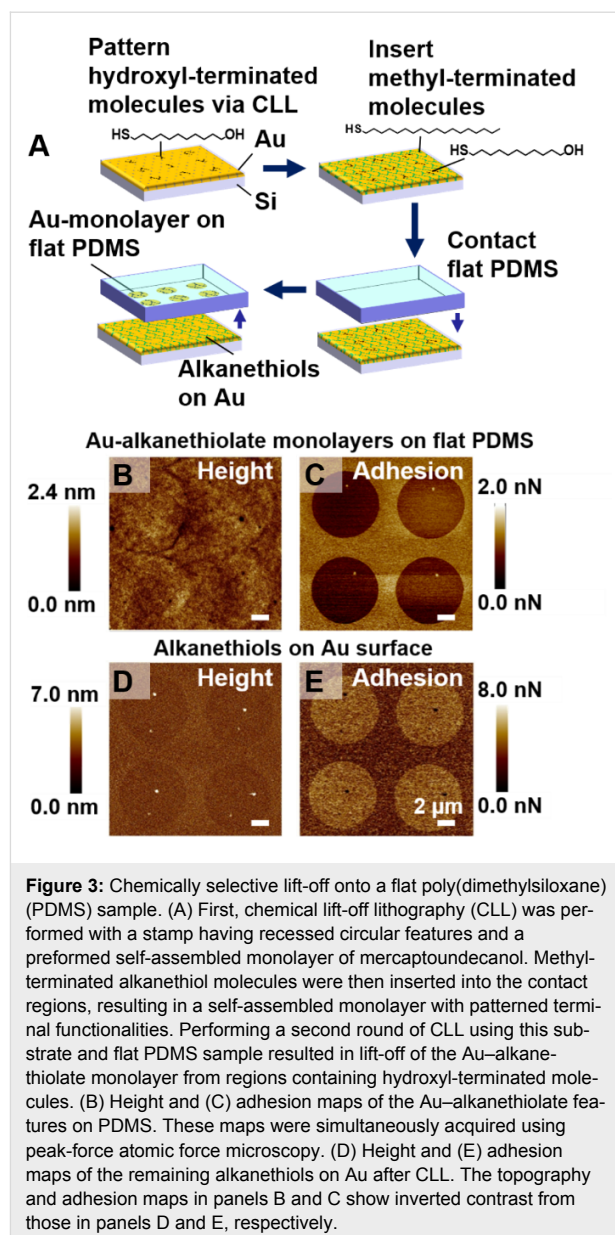 Pattern
hydroxyl-terminated
molecules via CLL
Insert
methyl-terminated
molecules
HS
OH
HS
HS
OH
A
Au
Si
Au-monolayer on
flat PDMS
Contact
flat PDMS
Alkanethiols
on Au
Au-alkanethiolate monolayers on flat PDMS
B
Height
C
Adhesion
2.4 nm
0.0 nm
2.0 nN
0.0 nN
Alkanethiols on Au surface
D
Height
E
Adhesion
7.0 nm
0.0 nm
8.0 nN
0.0 nN
2 µm
Figure 3: Chemically selective lift-off onto a flat poly(dimethylsiloxane)
(PDMS) sample. (A) First, chemical lift-off lithography (CLL) was per-
formed with a stamp having recessed circular features and a
preformed self-assembled monolayer of mercaptoundecanol. Methyl-
terminated alkanethiol molecules were then inserted into the contact
regions, resulting in a self-assembled monolayer with patterned termi-
nal functionalities. Performing a second round of CLL using this sub-
strate and flat PDMS sample resulted in lift-off of the Au–alkane-
thiolate monolayer from regions containing hydroxyl-terminated mole-
cules. (B) Height and (C) adhesion maps of the Au–alkanethiolate fea-
tures on PDMS. These maps were simultaneously acquired using
peak-force atomic force microscopy. (D) Height and (E) adhesion
maps of the remaining alkanethiols on Au after CLL. The topography
and adhesion maps in panels B and C show inverted contrast from
those in panels D and E, respectively.